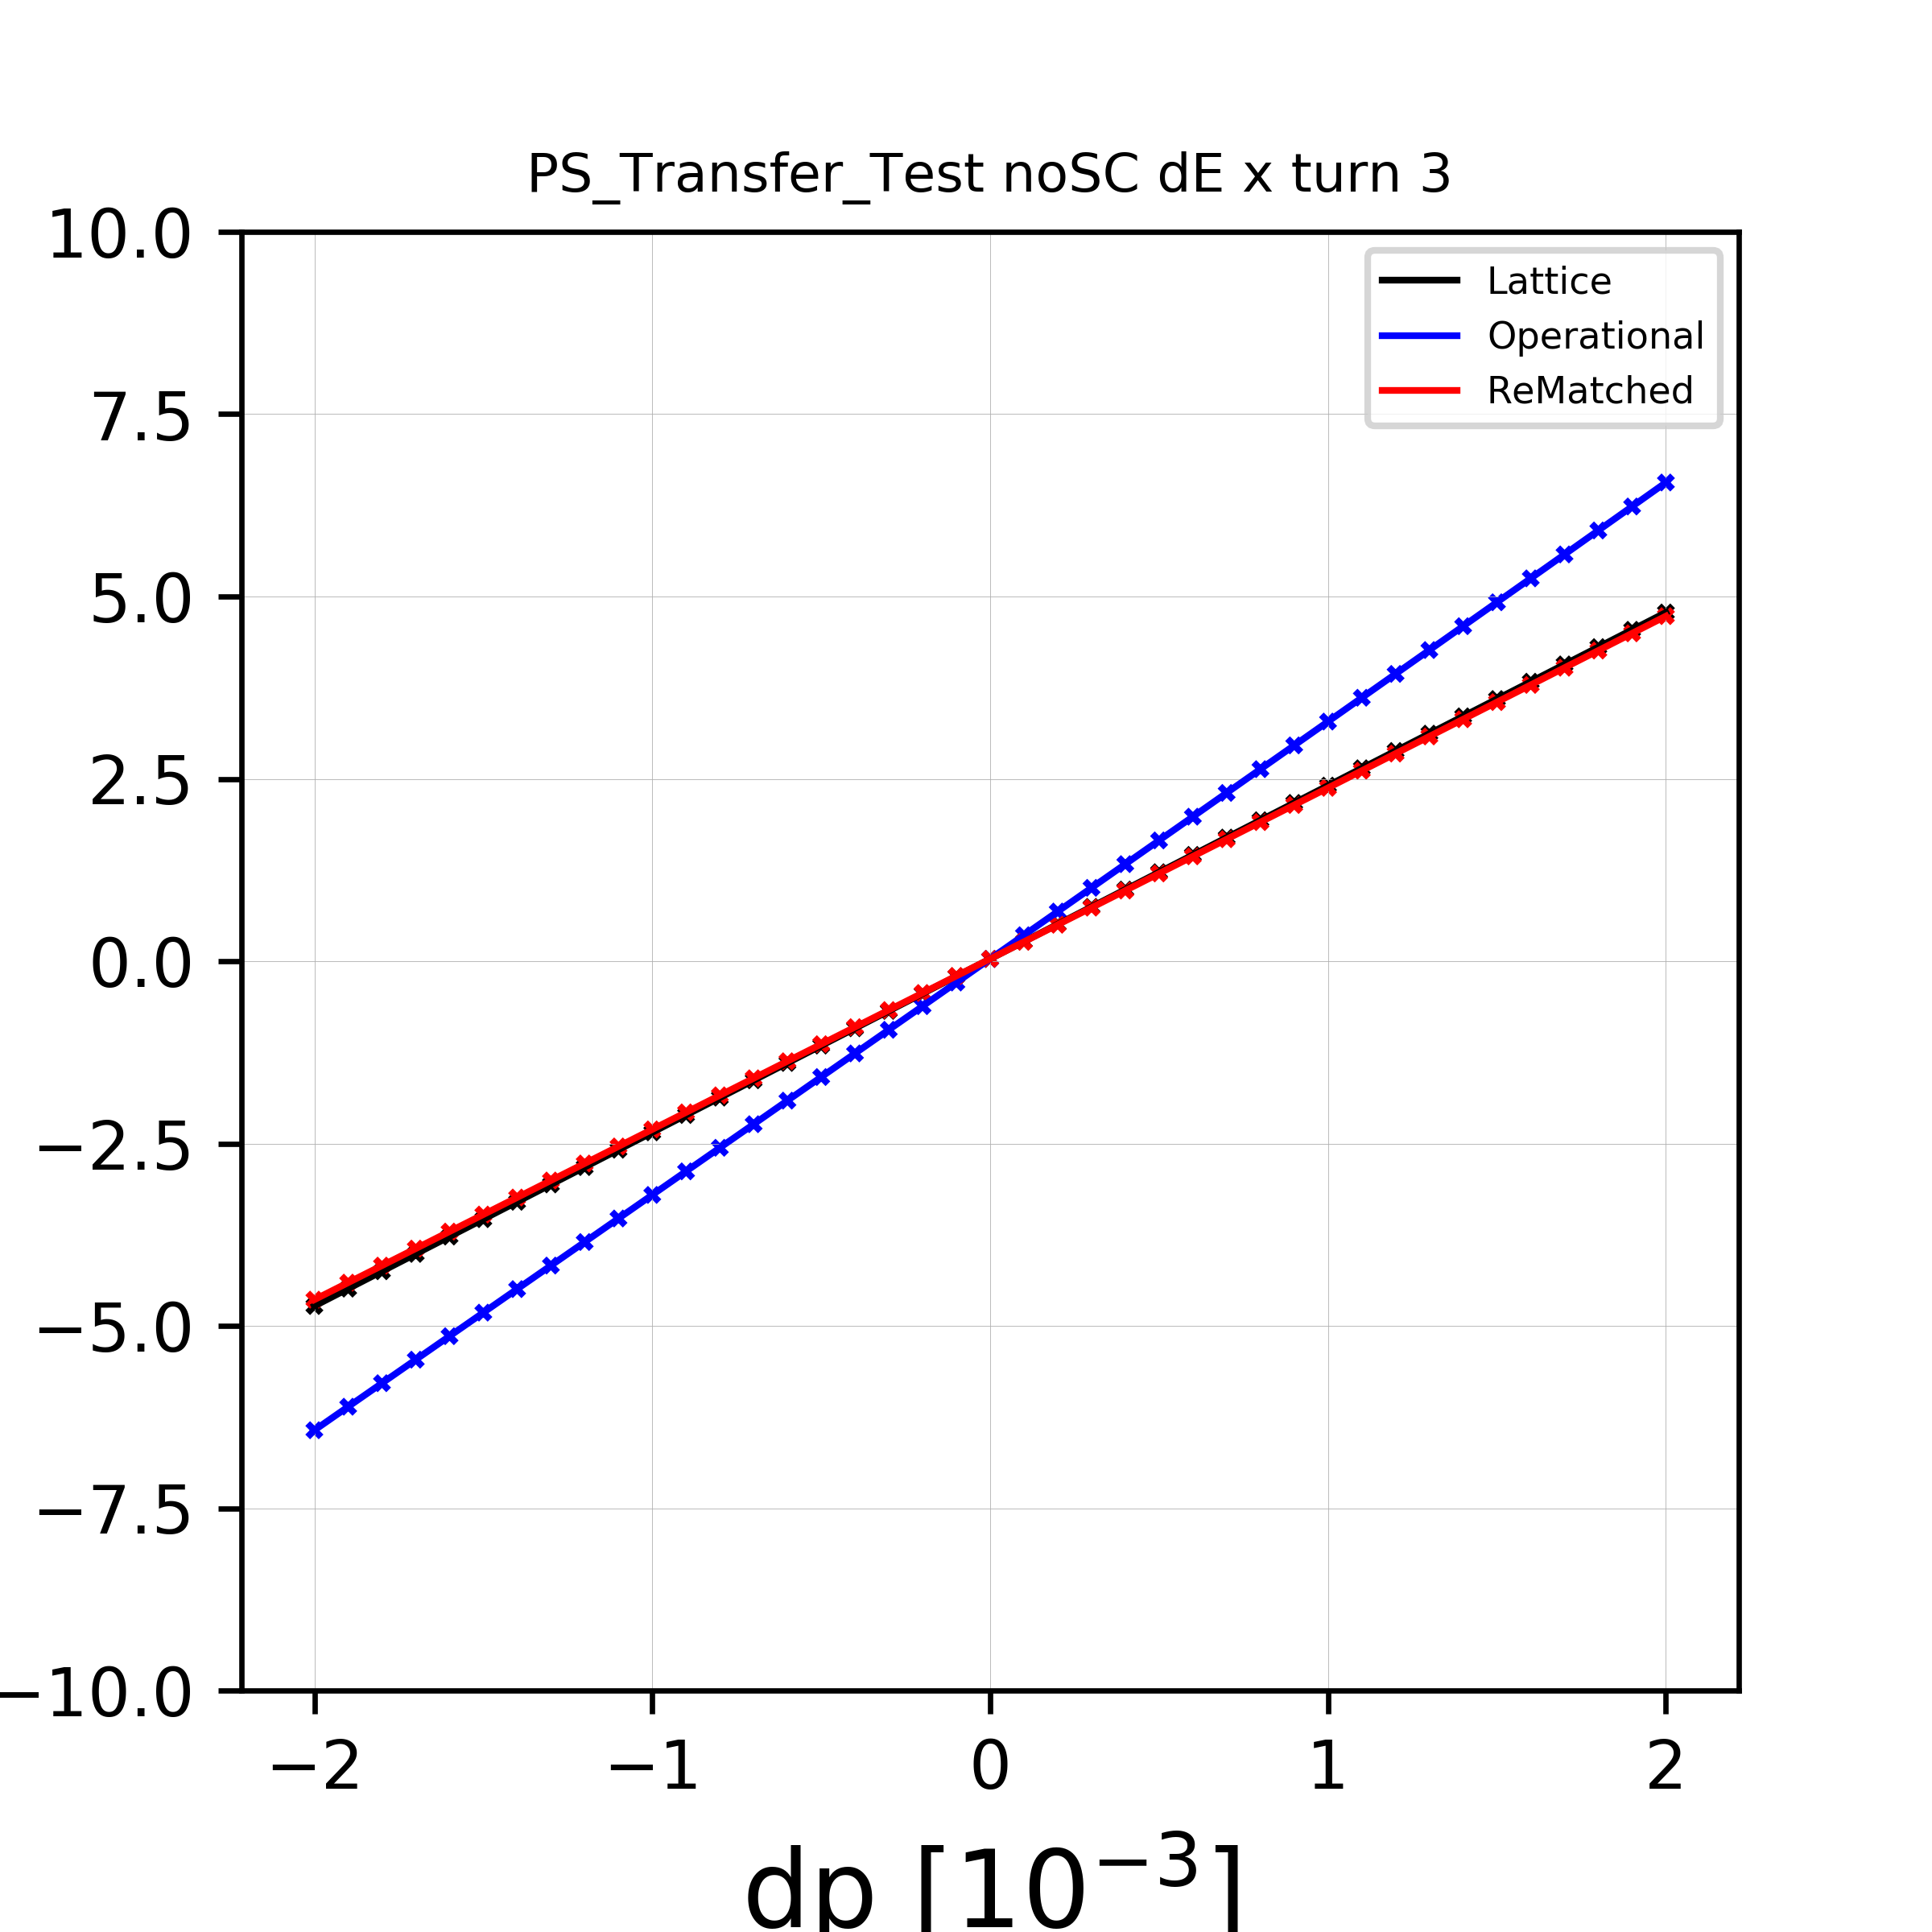 PS_Transfer_Test noSC dE x turn 3
10.0
7.5
5.0
2.5
0.0
−2.5
−5.0
−7.5
−10.0
Lattice
Operational
ReMatched
−2 −1 0 1 2
dp [10⁻³]